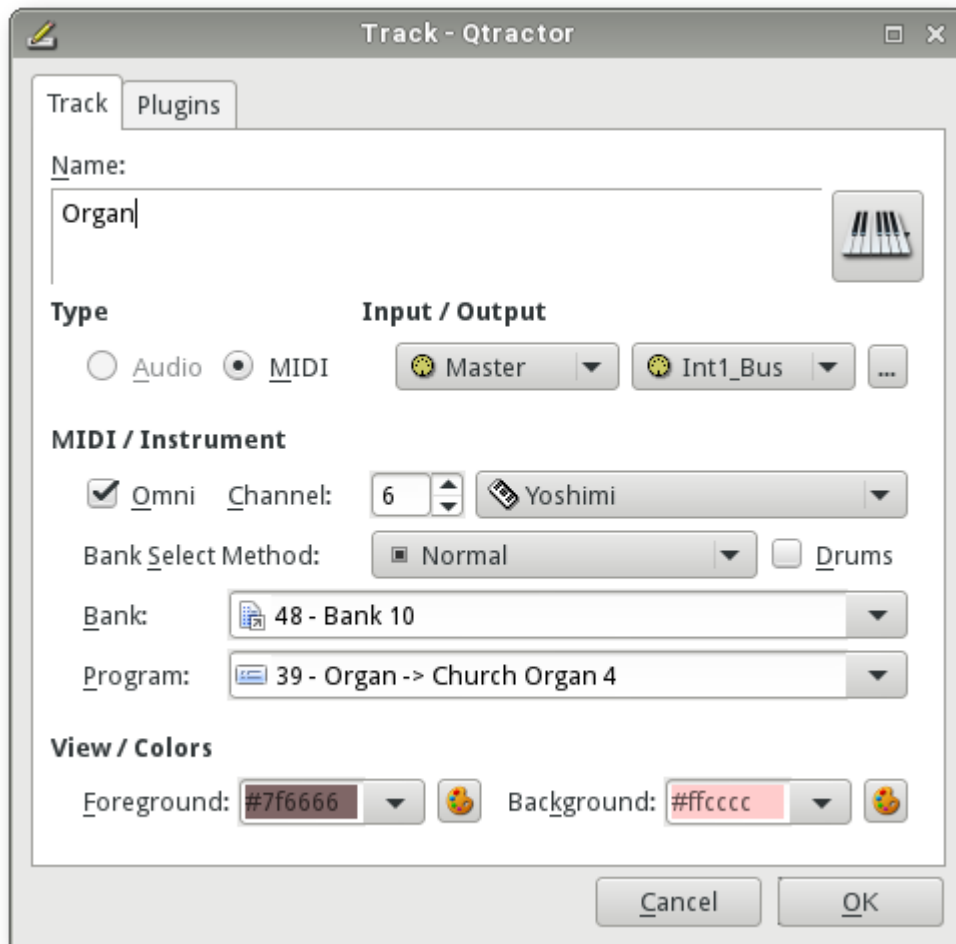 Track - Qtractor
Track Plugins
Name:
Organ
Type Input / Output
Audio MIDI Master Int1_Bus ...
MIDI / Instrument
Omni Channel: 6 Yoshimi
Bank Select Method: Normal Drums
Bank: 48 - Bank 10
Program: 39 - Organ -> Church Organ 4
View / Colors
Foreground: #7f6666 Background: #ffcccc
Cancel OK